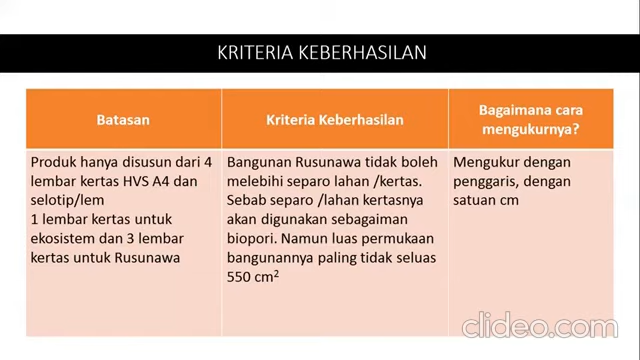 KRITERIA KEBERHASILAN
Batasan
Kriteria Keberhasilan
Bagaimana cara
mengukurnya?
Produk hanya disusun dari 4
lembar kertas HVS A4 dan
selotip/lem
1 lembar kertas untuk
ekosistem dan 3 lembar
kertas untuk Rusunawa
Bangunan Rusunawa tidak boleh
melebihi separo lahan /kertas.
Sebab separo /lahan kertasnya
akan digunakan sebagaiman
biopori. Namun luas permukaan
bangunannya paling tidak seluas
550 cm²
Mengukur dengan
penggaris, dengan
satuan cm
clideo.com